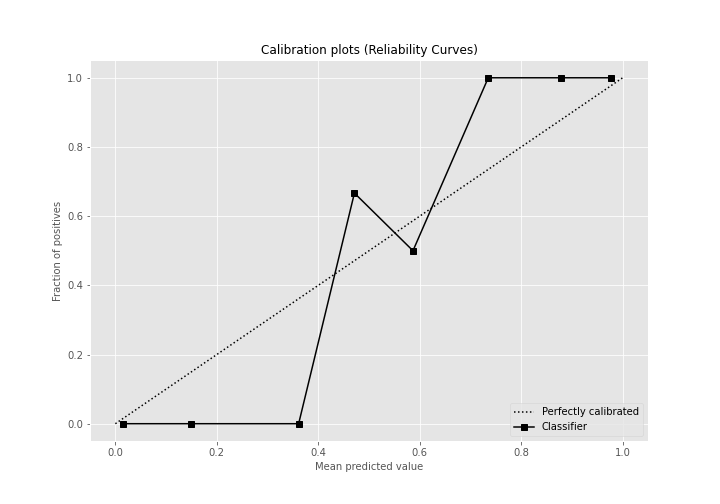 Calibration plots (Reliability Curves)
1.0
0.8
0.6
0.4
0.2
0.0
Fraction of positives
Perfectly calibrated
Classifier
0.0 0.2 0.4 0.6 0.8 1.0
Mean predicted value